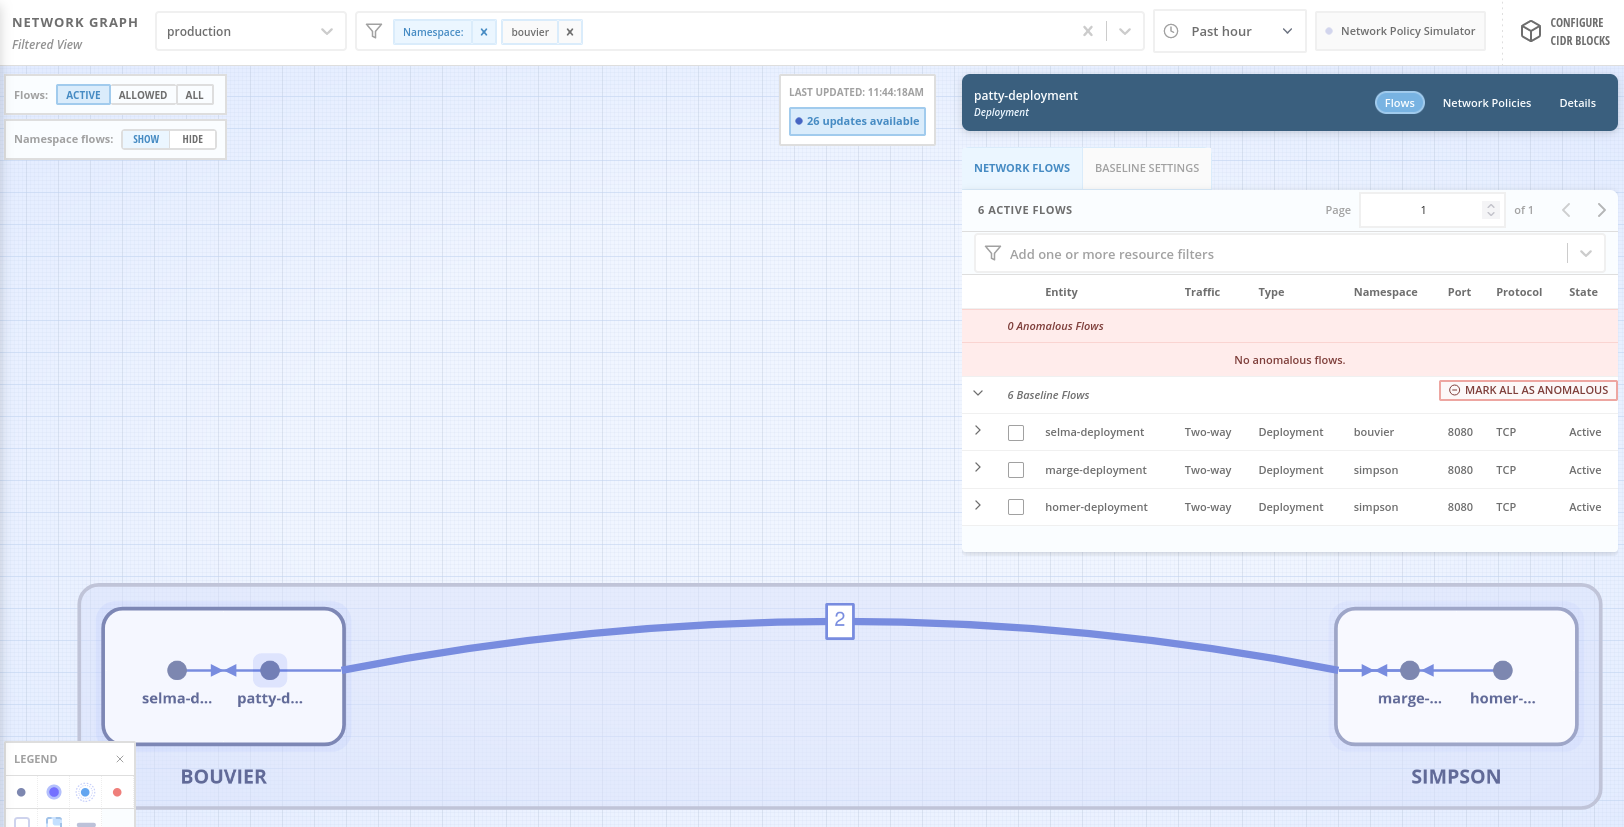 NETWORK GRAPH
Filtered View
production
Namespace:
bouvier
Past hour
Network Policy Simulator
CONFIGURE
CIDR BLOCKS
Flows:
ACTIVE
ALLOWED
ALL
Namespace flows:
SHOW
HIDE
LAST UPDATED: 11:44:18AM
26 updates available
patty-deployment
Deployment
Flows
Network Policies
Details
NETWORK FLOWS
BASELINE SETTINGS
6 ACTIVE FLOWS
Page
1
of 1
Add one or more resource filters
Entity Traffic Type Namespace Port Protocol State
0 Anomalous Flows
No anomalous flows.
6 Baseline Flows
MARK ALL AS ANOMALOUS
selma-deployment Two-way Deployment bouvier 8080 TCP Active
marge-deployment Two-way Deployment simpson 8080 TCP Active
homer-deployment Two-way Deployment simpson 8080 TCP Active
2
selma-d...
patty-d...
marge-...
homer-...
BOUVIER
SIMPSON
LEGEND